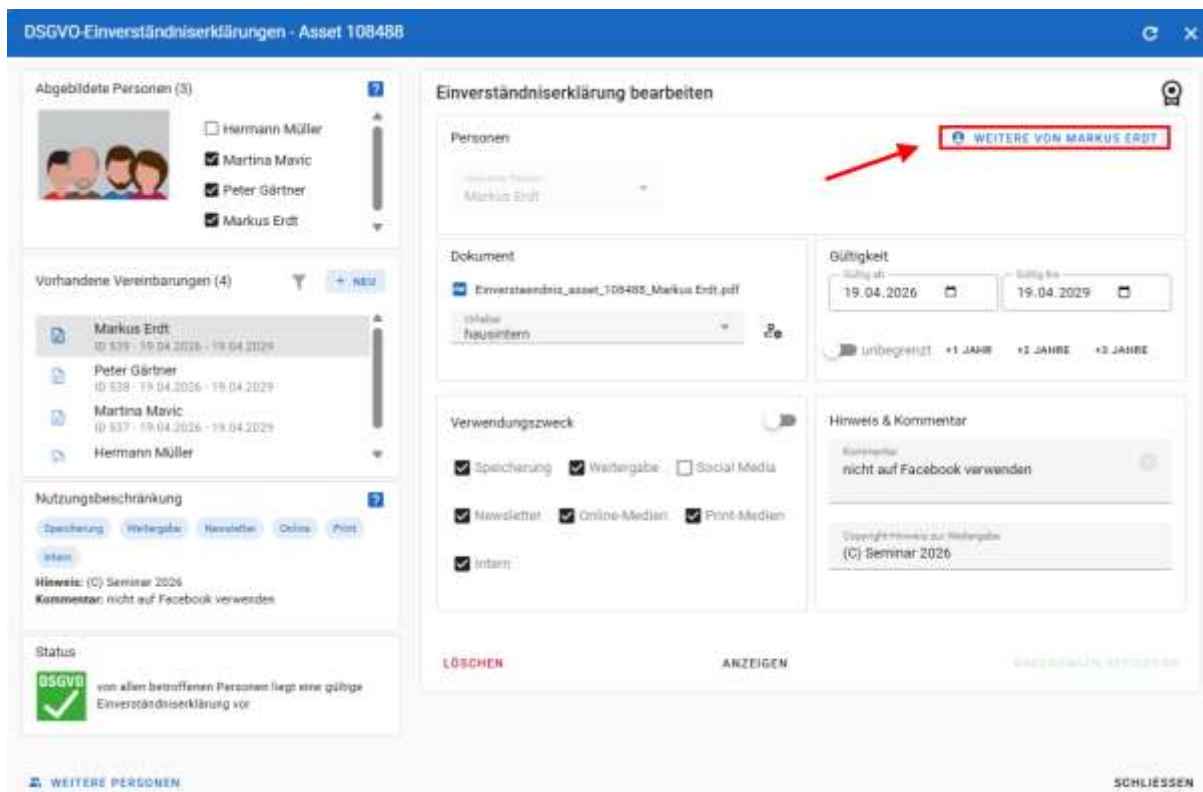 DSGVO-Einverständniserklärungen - Asset 108488
Abgebildete Personen (3)
Hermann Müller
Martina Mavic
Peter Gärtner
Markus Erdt
Vorhandene Vereinbarungen (4)
+ NEU
Markus Erdt
ID 539 - 19.04.2026 - 19.04.2029
Peter Gärtner
ID 538 - 19.04.2026 - 19.04.2029
Martina Mavic
ID 537 - 19.04.2026 - 19.04.2029
Hermann Müller
Nutzungsbeschränkung
Speicherung Weitergabe Newsletter Online Print
Intern
Hinweis: (C) Seminar 2026
Kommentar: nicht auf Facebook verwenden
Status
DSGVO
von allen betroffenen Personen liegt eine gültige
Einverständniserklärung vor
WEITERE PERSONEN
Einverständniserklärung bearbeiten
Personen
WEITERE VON MARKUS ERDT
Markus Erdt
Dokument
Einverstaendnis_asset_108488_Markus Erdt.pdf
Urheber
hausintern
Gültigkeit
Gültig ab
19.04.2026
Gültig bis
19.04.2029
unbegrenzt +1 JAHR +2 JAHRE +3 JAHRE
Verwendungszweck
Speicherung Weitergabe Social Media
Newsletter Online-Medien Print-Medien
Intern
Hinweis & Kommentar
Kommentar
nicht auf Facebook verwenden
Copyright-Hinweis zur Weitergabe
(C) Seminar 2026
LÖSCHEN
ANZEIGEN
SCHLIESSEN